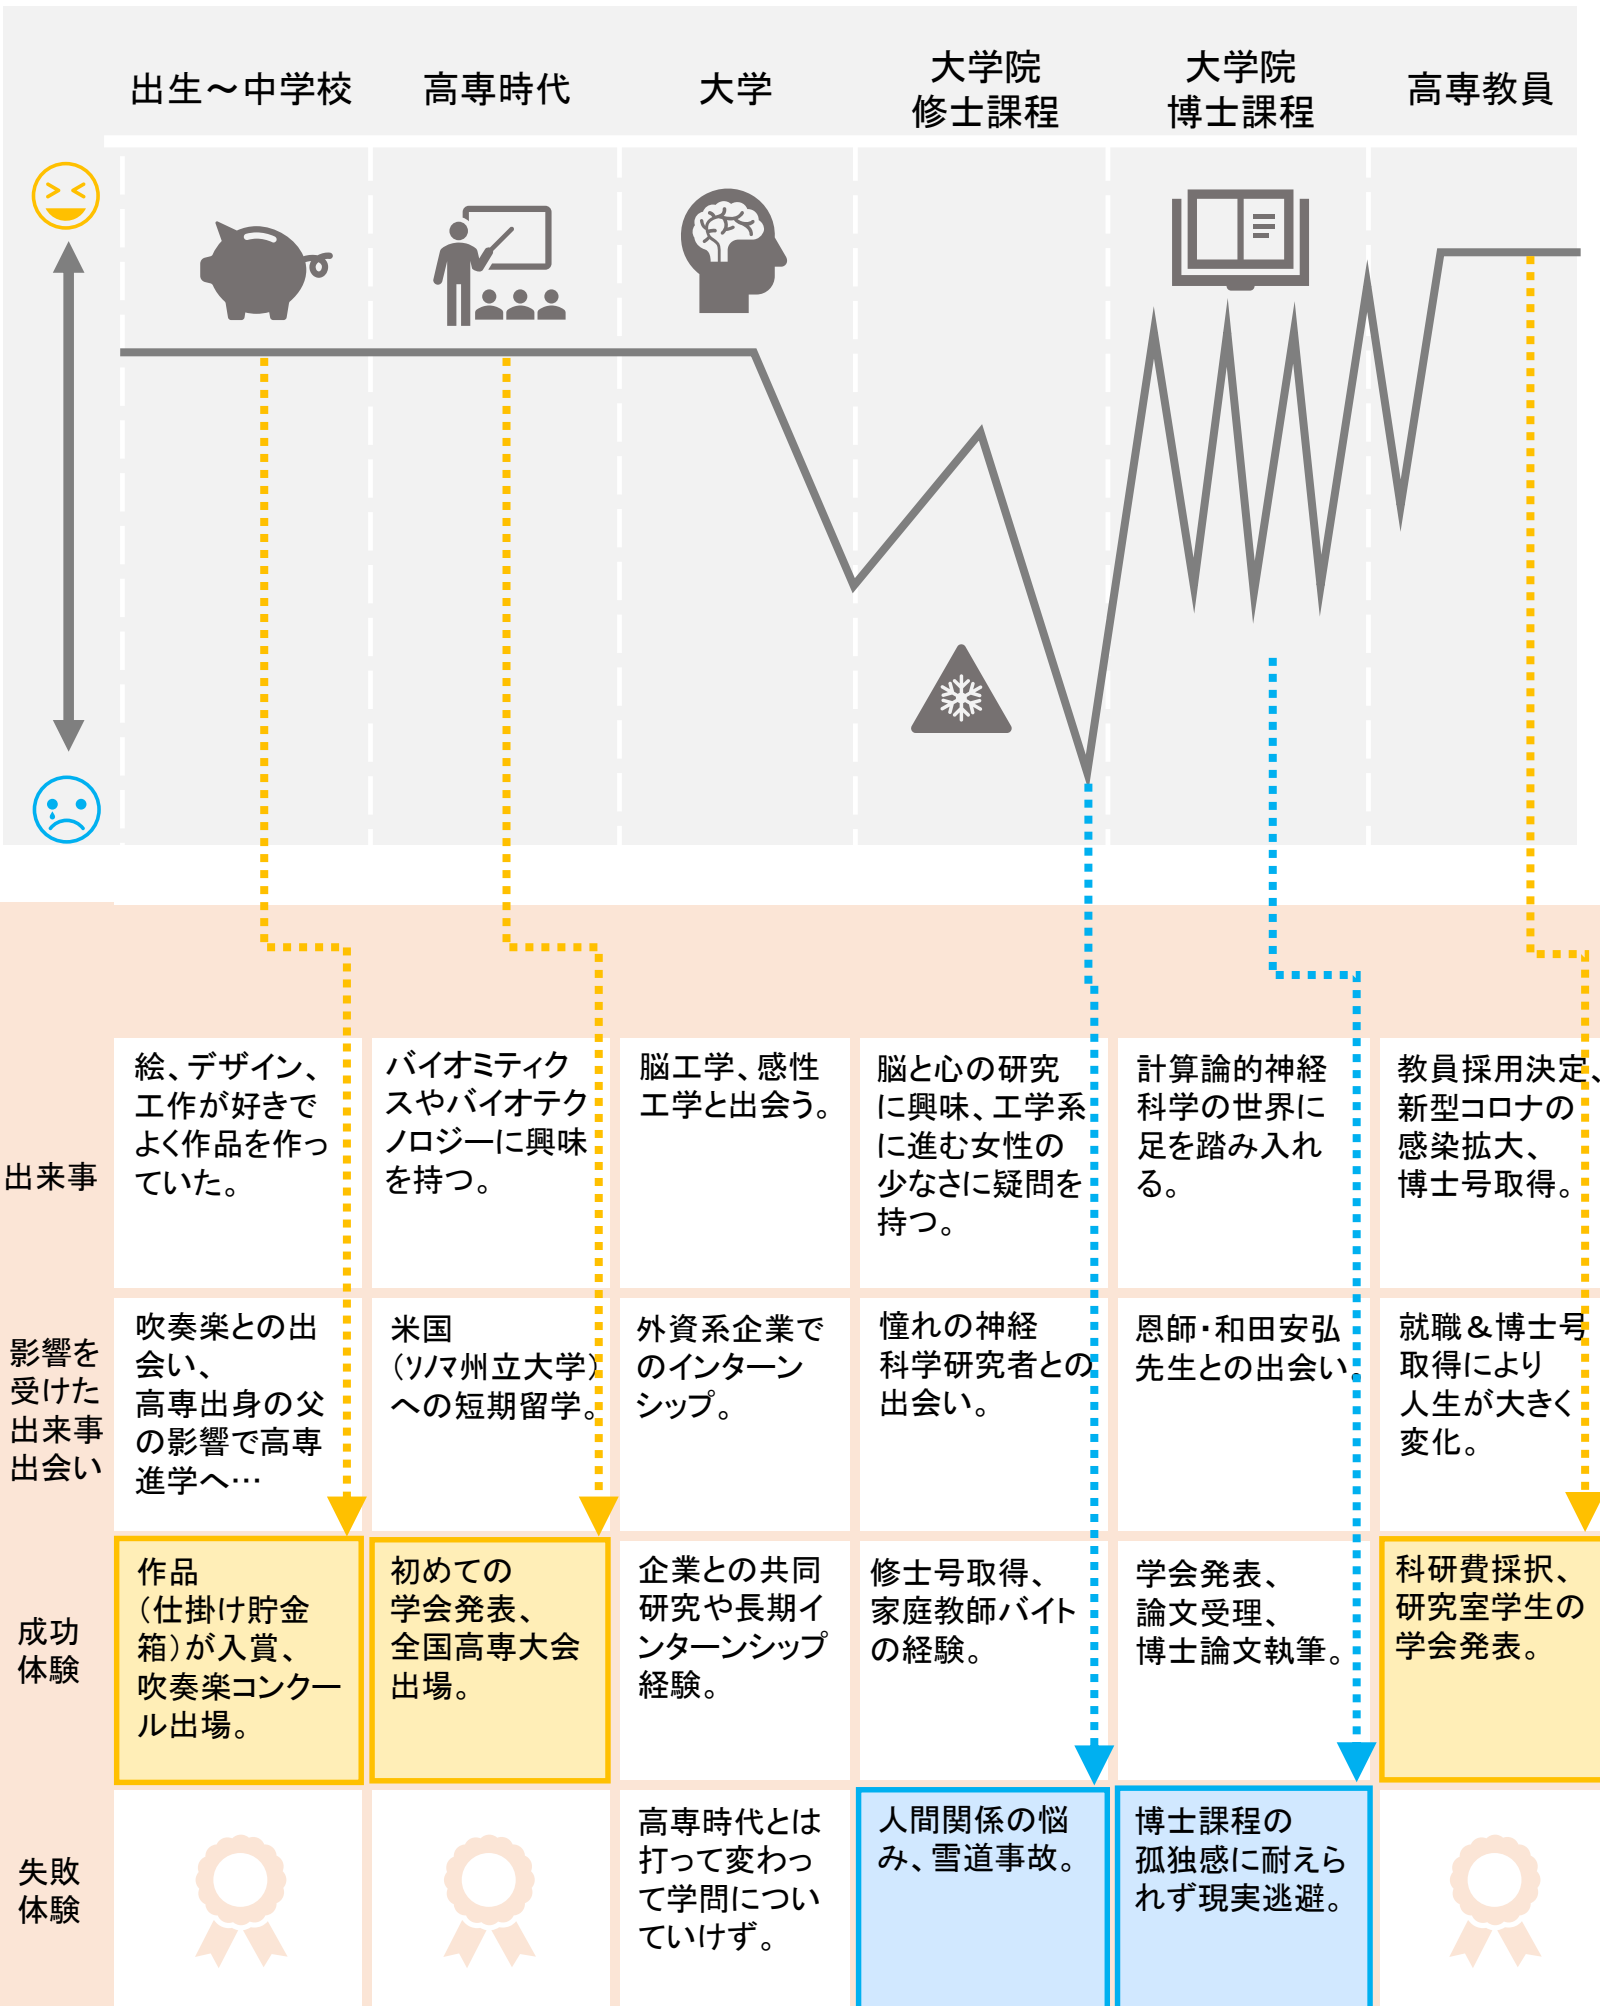 出生～中学校
高専時代
大学
大学院
修士課程
大学院
博士課程
高専教員
出来事
絵、デザイン、
工作が好きで
よく作品を作っ
ていた。
バイオミティク
スやバイオテク
ノロジーに興味
を持つ。
脳工学、感性
工学と出会う。
脳と心の研究
に興味、工学系
に進む女性の
少なさに疑問を
持つ。
計算論的神経
科学の世界に
足を踏み入れ
る。
教員採用決定、
新型コロナの
感染拡大、
博士号取得。
影響を
受けた
出来事
出会い
吹奏楽との出
会い、
高専出身の父
の影響で高専
進学へ…
米国
（ｿﾉﾏ州立大学）
への短期留学。
外資系企業で
のインターン
シップ。
憧れの神経
科学研究者との
出会い。
恩師・和田安弘
先生との出会い。
就職＆博士号
取得により
人生が大きく
変化。
成功
体験
作品
（仕掛け貯金
箱）が入賞、
吹奏楽コンクー
ル出場。
初めての
学会発表、
全国高専大会
出場。
企業との共同
研究や長期イ
ンターンシップ
経験。
修士号取得、
家庭教師バイト
の経験。
学会発表、
論文受理、
博士論文執筆。
科研費採択、
研究室学生の
学会発表。
失敗
体験
高専時代とは
打って変わっ
て学問につい
ていけず。
人間関係の悩
み、雪道事故。
博士課程の
孤独感に耐えら
れず現実逃避。